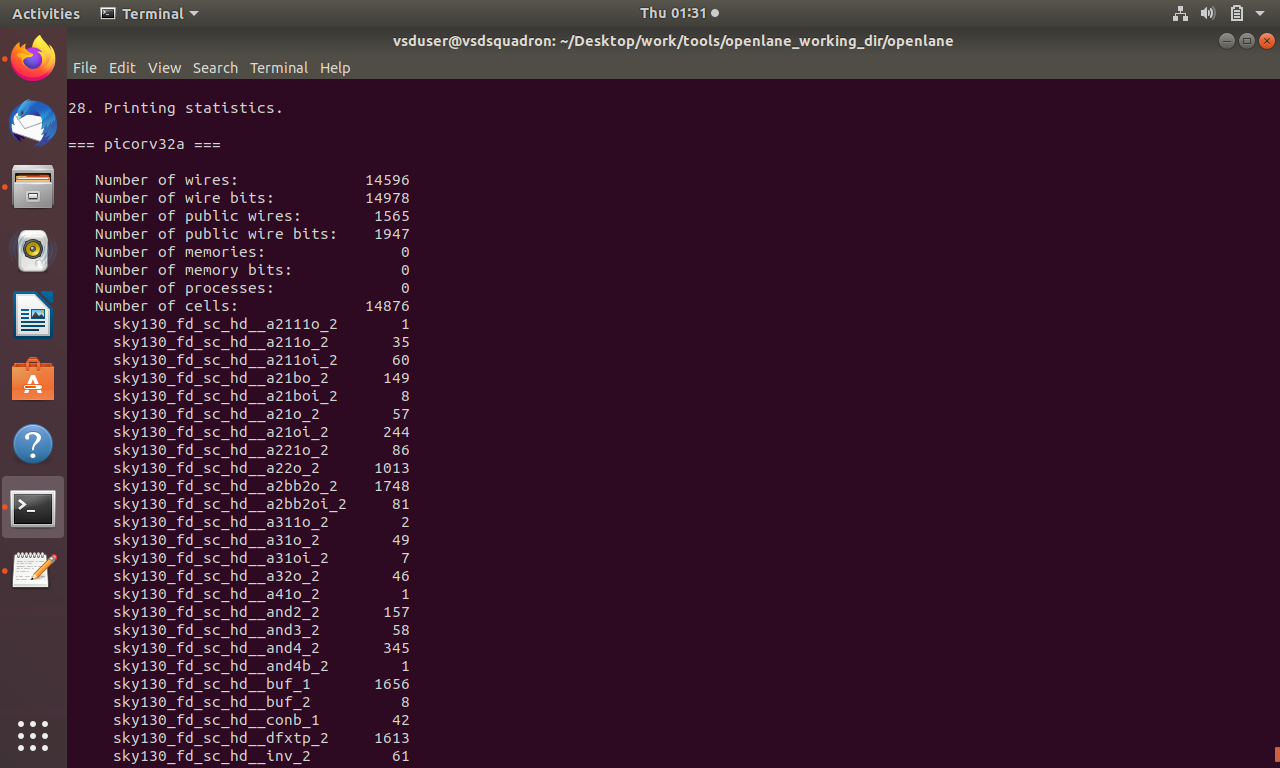 Activities Terminal Thu 01:31
vsduser@vsdsquadron: ~/Desktop/work/tools/openlane_working_dir/openlane
File Edit View Search Terminal Help
28. Printing statistics.
=== picorv32a ===
Number of wires: 14596
Number of wire bits: 14978
Number of public wires: 1565
Number of public wire bits: 1947
Number of memories: 0
Number of memory bits: 0
Number of processes: 0
Number of cells: 14876
sky130_fd_sc_hd__a2111o_2 1
sky130_fd_sc_hd__a211o_2 35
sky130_fd_sc_hd__a211oi_2 60
sky130_fd_sc_hd__a21bo_2 149
sky130_fd_sc_hd__a21boi_2 8
sky130_fd_sc_hd__a21o_2 57
sky130_fd_sc_hd__a21oi_2 244
sky130_fd_sc_hd__a221o_2 86
sky130_fd_sc_hd__a22o_2 1013
sky130_fd_sc_hd__a2bb2o_2 1748
sky130_fd_sc_hd__a2bb2oi_2 81
sky130_fd_sc_hd__a311o_2 2
sky130_fd_sc_hd__a31o_2 49
sky130_fd_sc_hd__a31oi_2 7
sky130_fd_sc_hd__a32o_2 46
sky130_fd_sc_hd__a41o_2 1
sky130_fd_sc_hd__and2_2 157
sky130_fd_sc_hd__and3_2 58
sky130_fd_sc_hd__and4_2 345
sky130_fd_sc_hd__and4b_2 1
sky130_fd_sc_hd__buf_1 1656
sky130_fd_sc_hd__buf_2 8
sky130_fd_sc_hd__conb_1 42
sky130_fd_sc_hd__dfxtp_2 1613
sky130_fd_sc_hd__inv_2 61